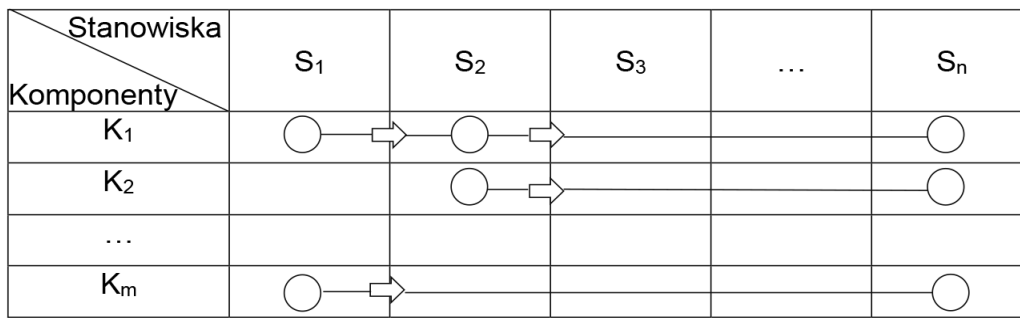 Stanowiska
Komponenty
S₁ S₂ S₃ … Sₙ
K₁
K₂
…
Kₘ